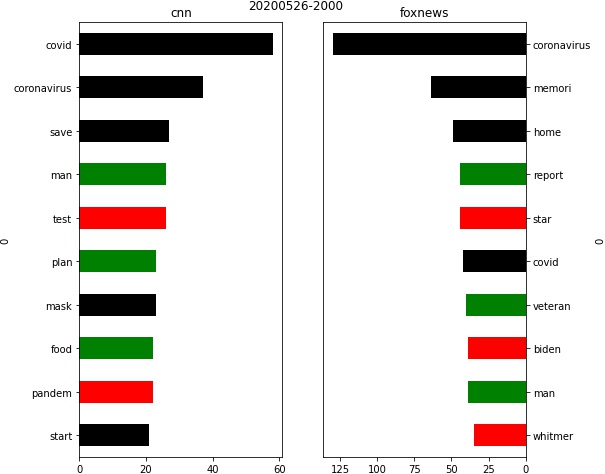 20200526-2000
cnn
foxnews
covid
coronavirus
save
man
test
plan
mask
food
pandem
start
0
0 20 40 60
coronavirus
memori
home
report
star
covid
veteran
biden
man
whitmer
0
125 100 75 50 25 0